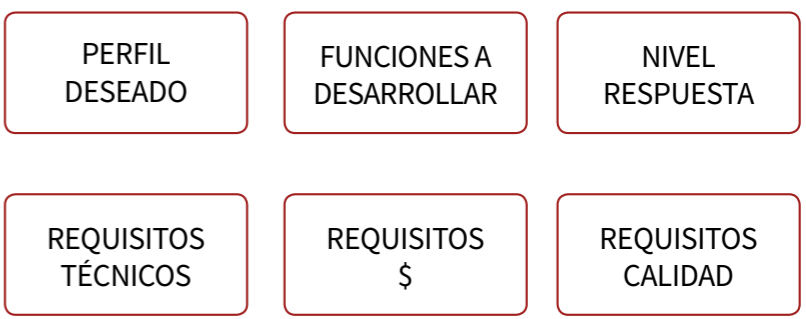 PERFIL
DESEADO
FUNCIONES A
DESARROLLAR
NIVEL
RESPUESTA
REQUISITOS
TÉCNICOS
REQUISITOS
$
REQUISITOS
CALIDAD